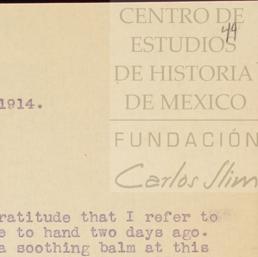 CENTRO DE
ESTUDIOS
DE HISTORIA
DE MEXICO
FUNDACIÓN
Carlos Slim
44
1914.
ratitude that I refer to
e to hand two days ago.
a soothing balm at this